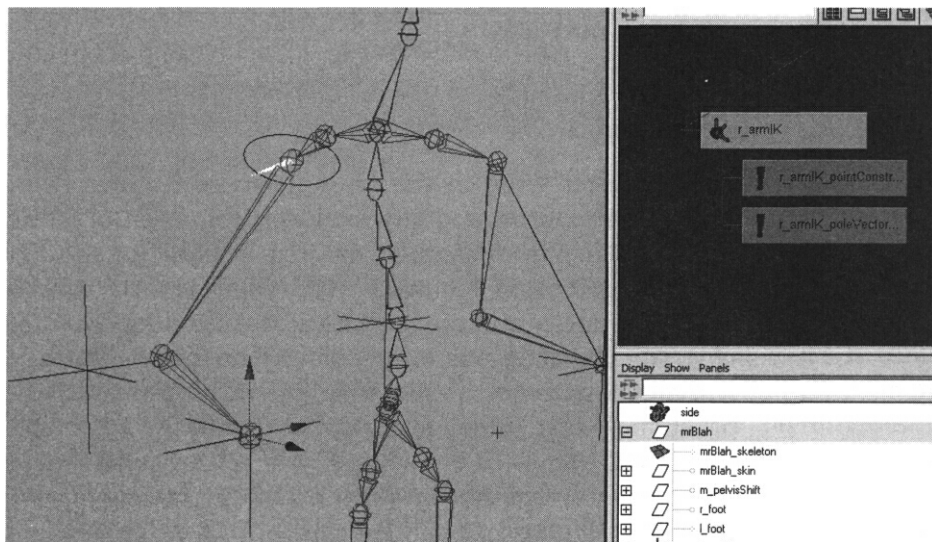 r_armIK
r_armIK_pointConstr...
r_armIK_poleVector...
Display Show Panels
side
mrBlah
mrBlah_skeleton
mrBlah_skin
m_pelvisShift
r_foot
l_foot